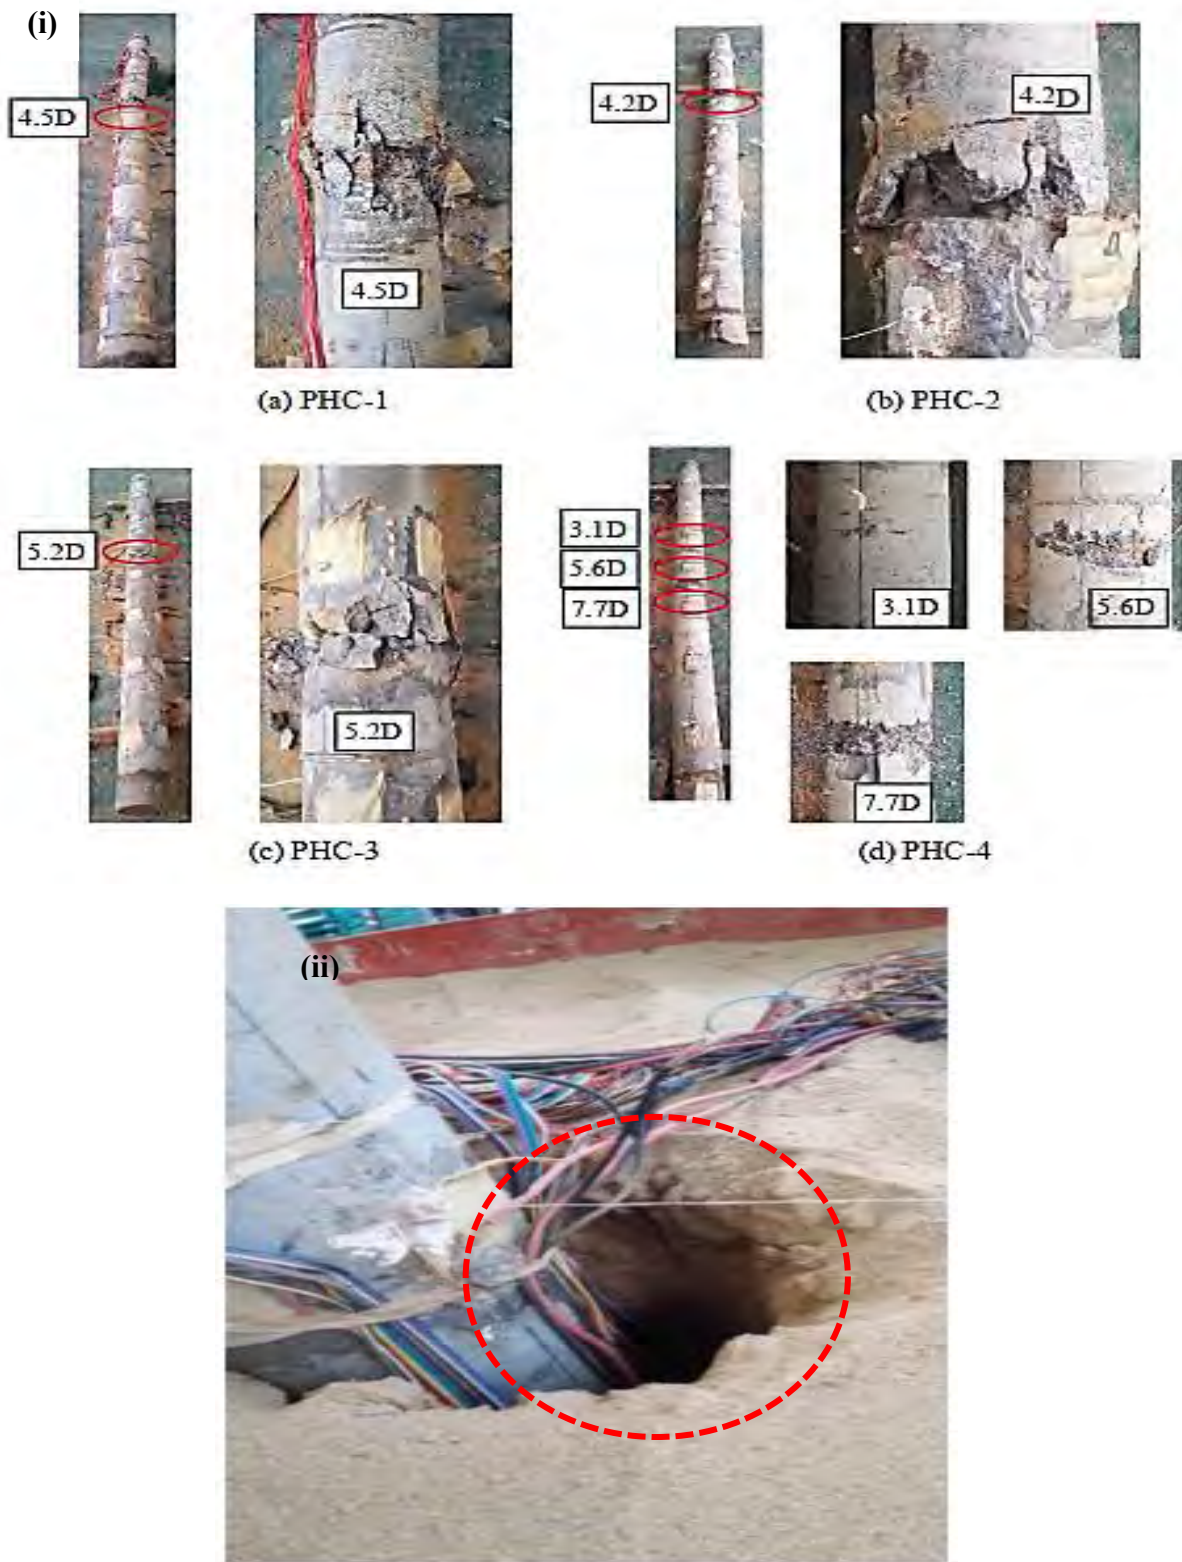 (i)
4.5D
4.5D
(a) PHC-1
4.2D
4.2D
(b) PHC-2
5.2D
5.2D
(c) PHC-3
3.1D
5.6D
7.7D
3.1D
5.6D
7.7D
(d) PHC-4
(ii)